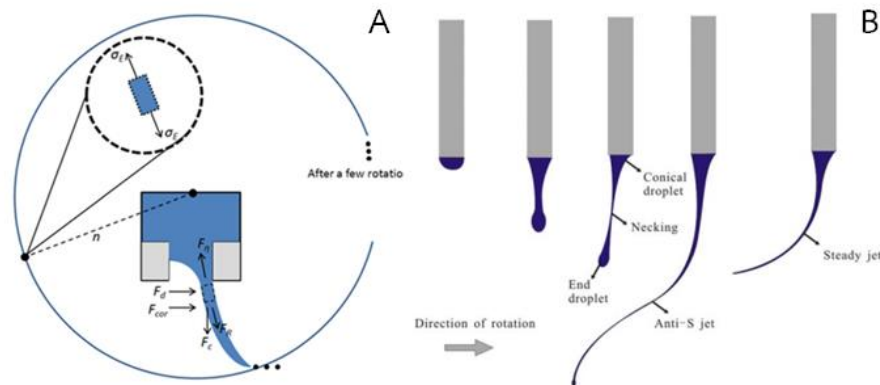 A
B
σE
σE
After a few rotatio
n
Fη
Fd
Fcor
Fc
FR
Conical
droplet
Necking
End
droplet
Steady jet
Anti-S jet
Direction of rotation